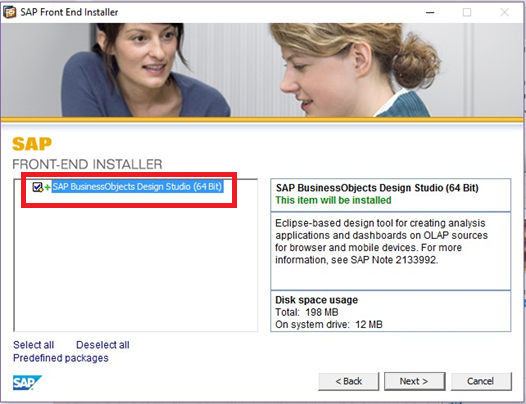 SAP Front End Installer
SAP
FRONT-END INSTALLER
SAP BusinessObjects Design Studio (64 Bit)
SAP BusinessObjects Design Studio (64 Bit)
This item will be installed
Eclipse-based design tool for creating analysis
applications and dashboards on OLAP sources
for browser and mobile devices. For more
information, see SAP Note 2133992.
Disk space usage
Total: 198 MB
On system drive: 12 MB
Select all Deselect all
Predefined packages
SAP
< Back Next > Cancel